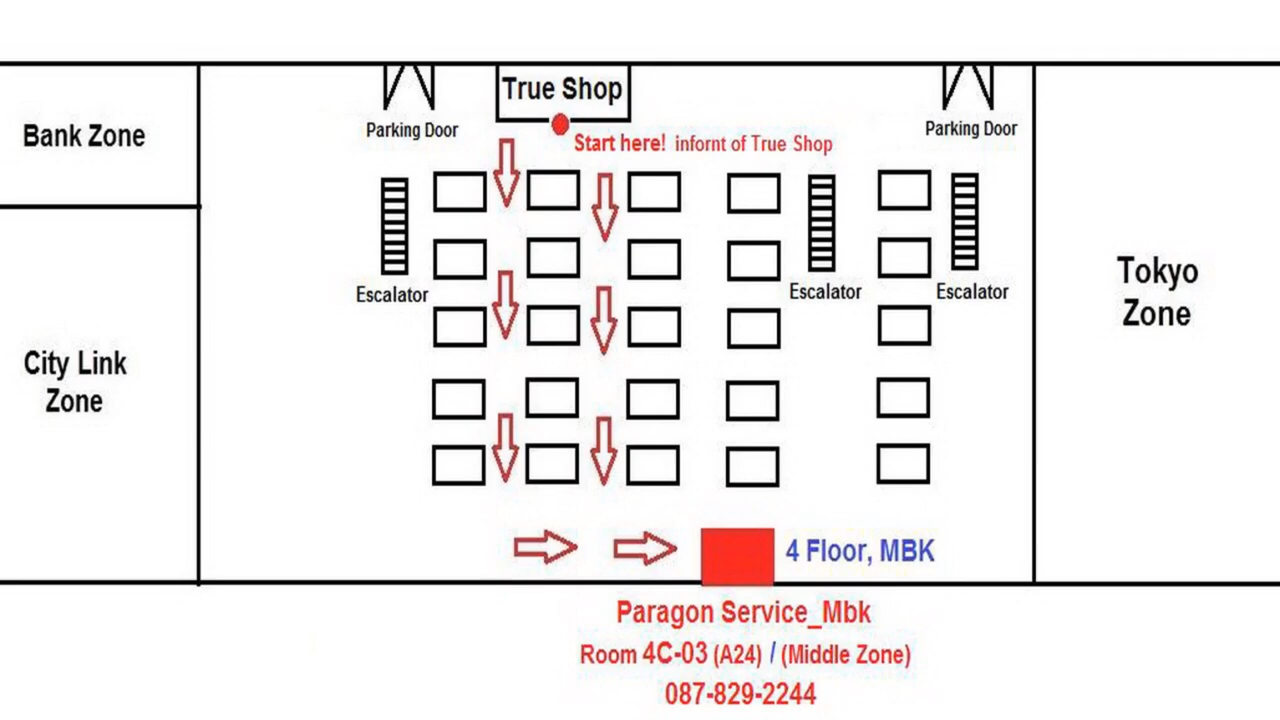 True Shop
Bank Zone
Parking Door
Parking Door
Start here! infornt of True Shop
Escalator
Escalator
Escalator
Tokyo
Zone
City Link
Zone
4 Floor, MBK
Paragon Service_Mbk
Room 4C-03 (A24) / (Middle Zone)
087-829-2244